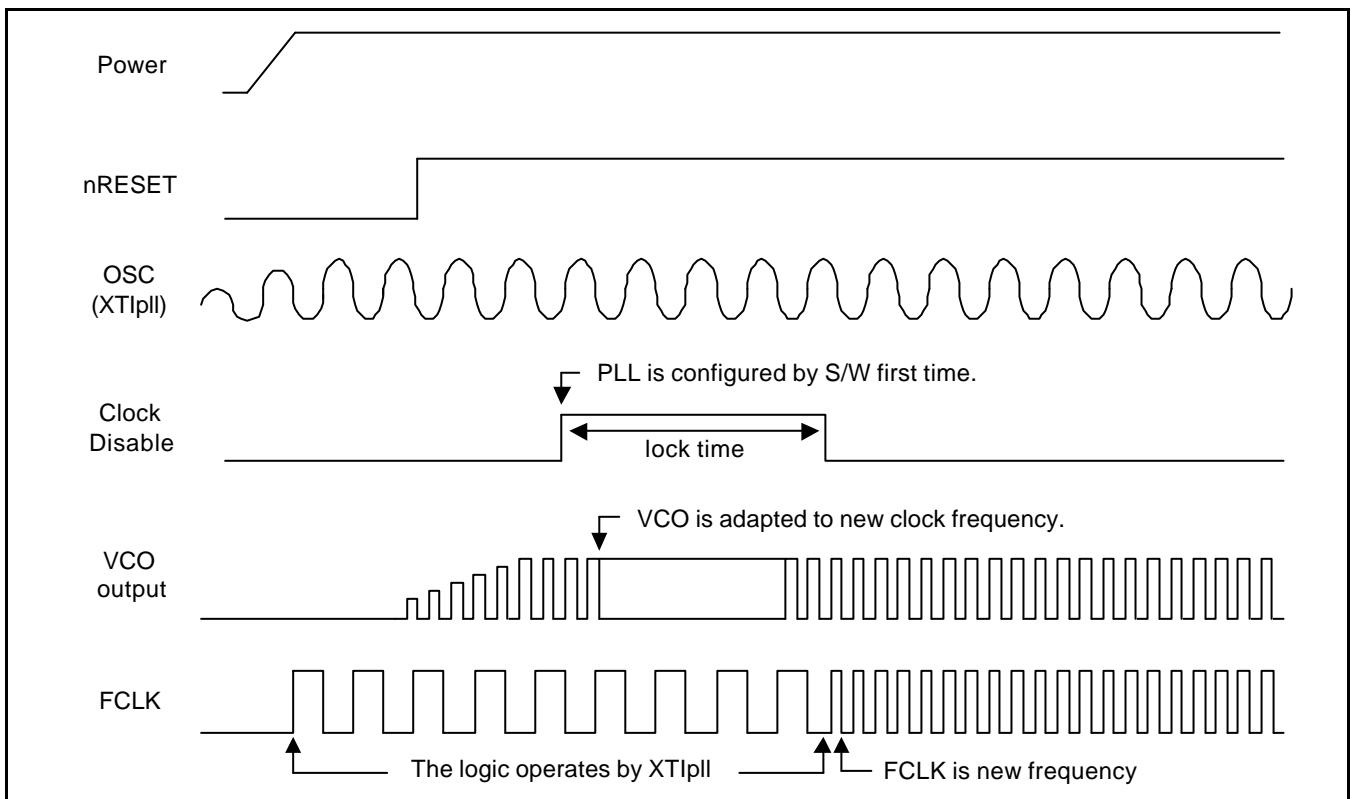 Power
nRESET
OSC
(XTIpll)
PLL is configured by S/W first time.
Clock
Disable
lock time
VCO is adapted to new clock frequency.
VCO
output
FCLK
The logic operates by XTIpll
FCLK is new frequency